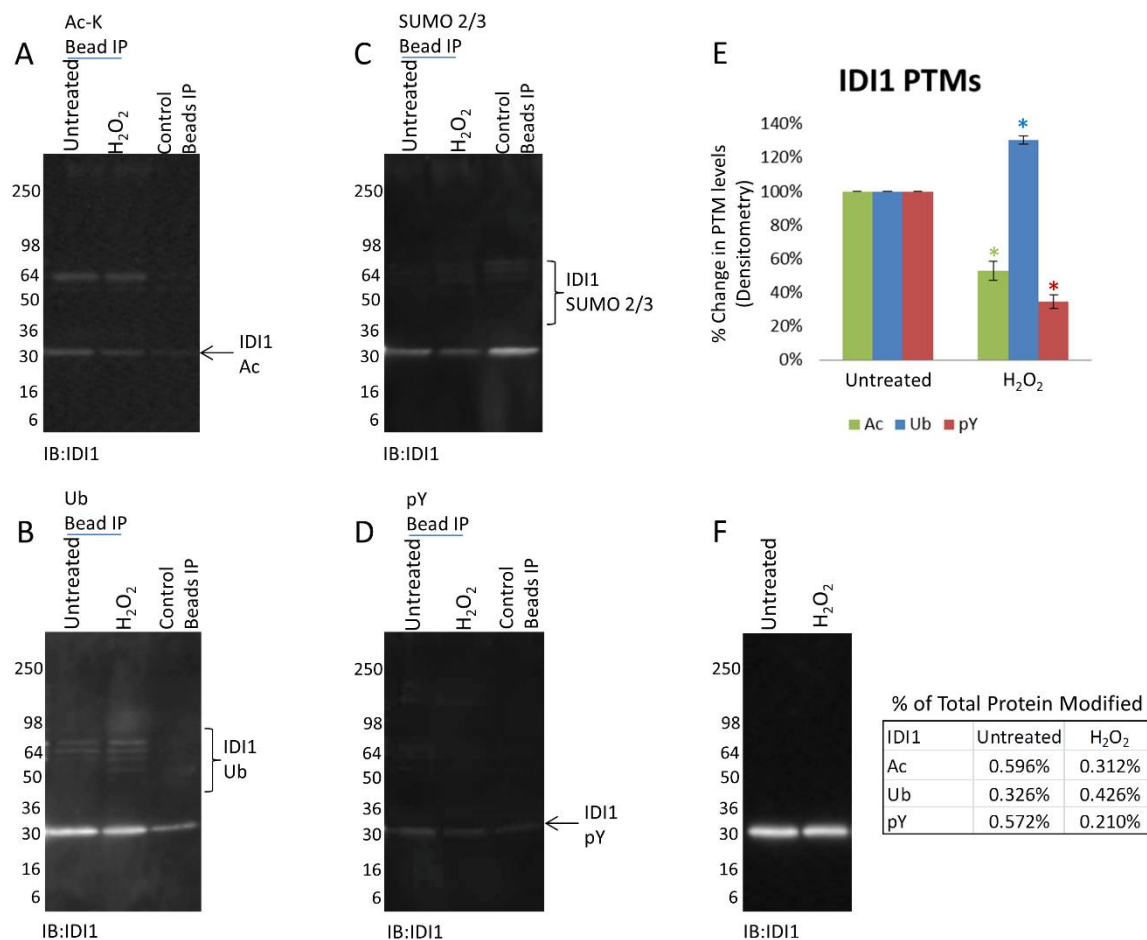 A
Ac-K
Bead IP
Untreated
H₂O₂
Control
Beads IP
250
98
64
50
36
30
16
6
IDI1
Ac
IB:IDI1
C
SUMO 2/3
Bead IP
Untreated
H₂O₂
Control
Beads IP
250
98
64
50
36
30
16
6
IDI1
SUMO 2/3
IB:IDI1
E
IDI1 PTMs
% Change in PTM levels
(Densitometry)
140%
120%
100%
80%
60%
40%
20%
0%
*
*
*
Untreated
H₂O₂
Ac Ub pY
B
Ub
Bead IP
Untreated
H₂O₂
Control
Beads IP
250
98
64
50
36
30
16
6
IDI1
Ub
IB:IDI1
D
pY
Bead IP
Untreated
H₂O₂
Control
Beads IP
250
98
64
50
36
30
16
6
IDI1
pY
IB:IDI1
F
Untreated
H₂O₂
250
98
64
50
36
30
16
6
IB:IDI1
% of Total Protein Modified
IDI1 Untreated H₂O₂
Ac 0.596% 0.312%
Ub 0.326% 0.426%
pY 0.572% 0.210%